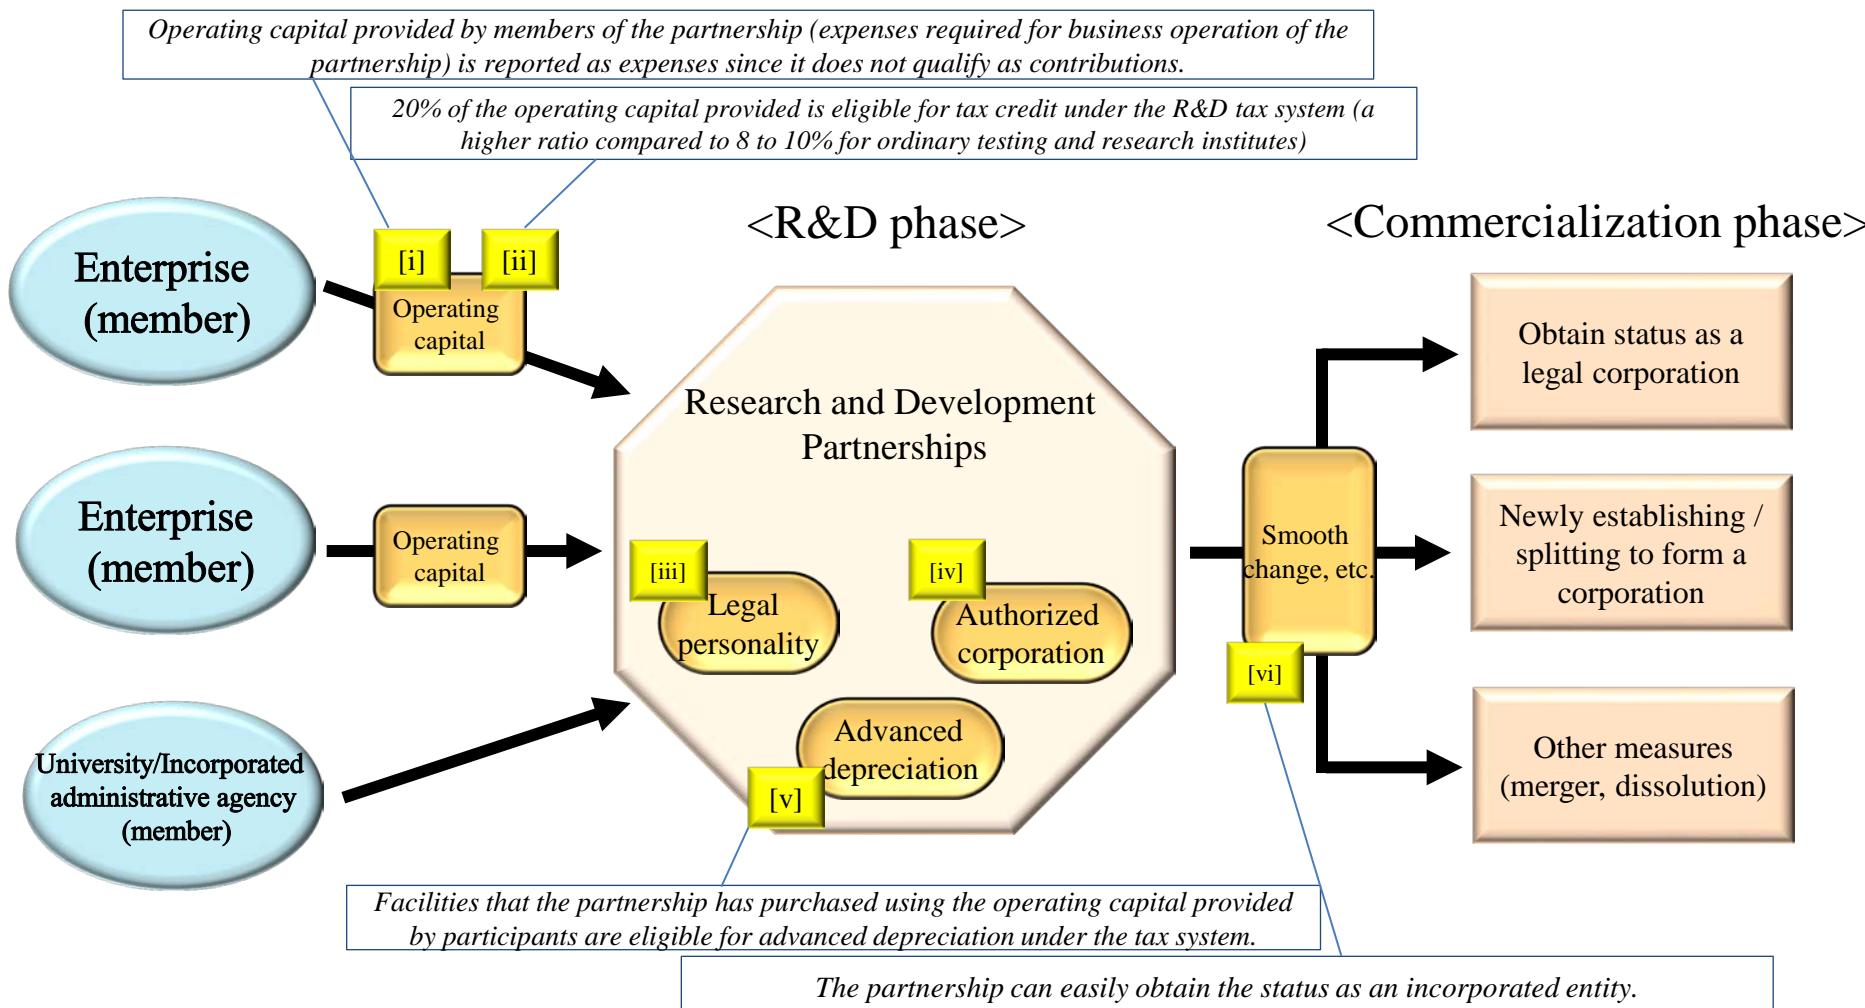 Operating capital provided by members of the partnership (expenses required for business operation of the
partnership) is reported as expenses since it does not qualify as contributions.
20% of the operating capital provided is eligible for tax credit under the R&D tax system (a
higher ratio compared to 8 to 10% for ordinary testing and research institutes)
<R&D phase>
<Commercialization phase>
Enterprise
(member)
[i]
[ii]
Operating
capital
Enterprise
(member)
Operating
capital
University/Incorporated
administrative agency
(member)
Research and Development
Partnerships
[iii]
Legal
personality
[iv]
Authorized
corporation
Advanced
depreciation
[v]
Smooth
change, etc.
[vi]
Obtain status as a
legal corporation
Newly establishing /
splitting to form a
corporation
Other measures
(merger, dissolution)
Facilities that the partnership has purchased using the operating capital provided
by participants are eligible for advanced depreciation under the tax system.
The partnership can easily obtain the status as an incorporated entity.